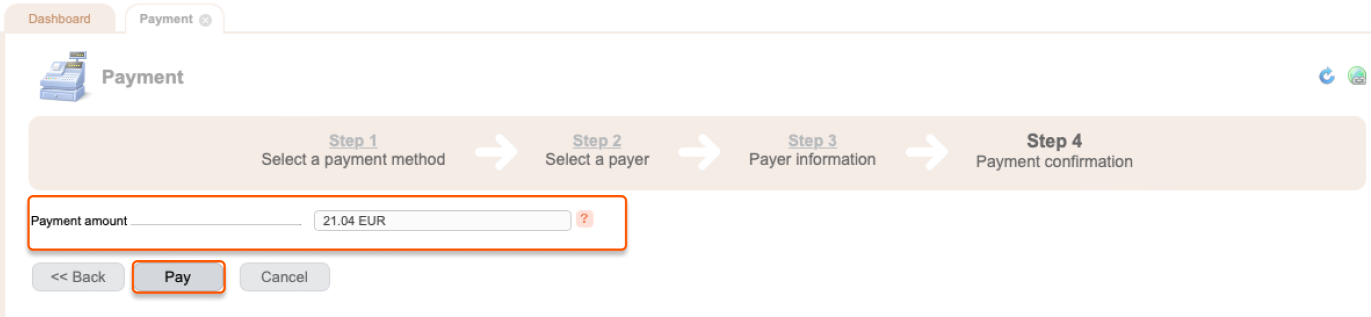 Dashboard
Payment
Payment
Step 1
Select a payment method
Step 2
Select a payer
Step 3
Payer information
Step 4
Payment confirmation
Payment amount 21.04 EUR ?
<< Back Pay Cancel